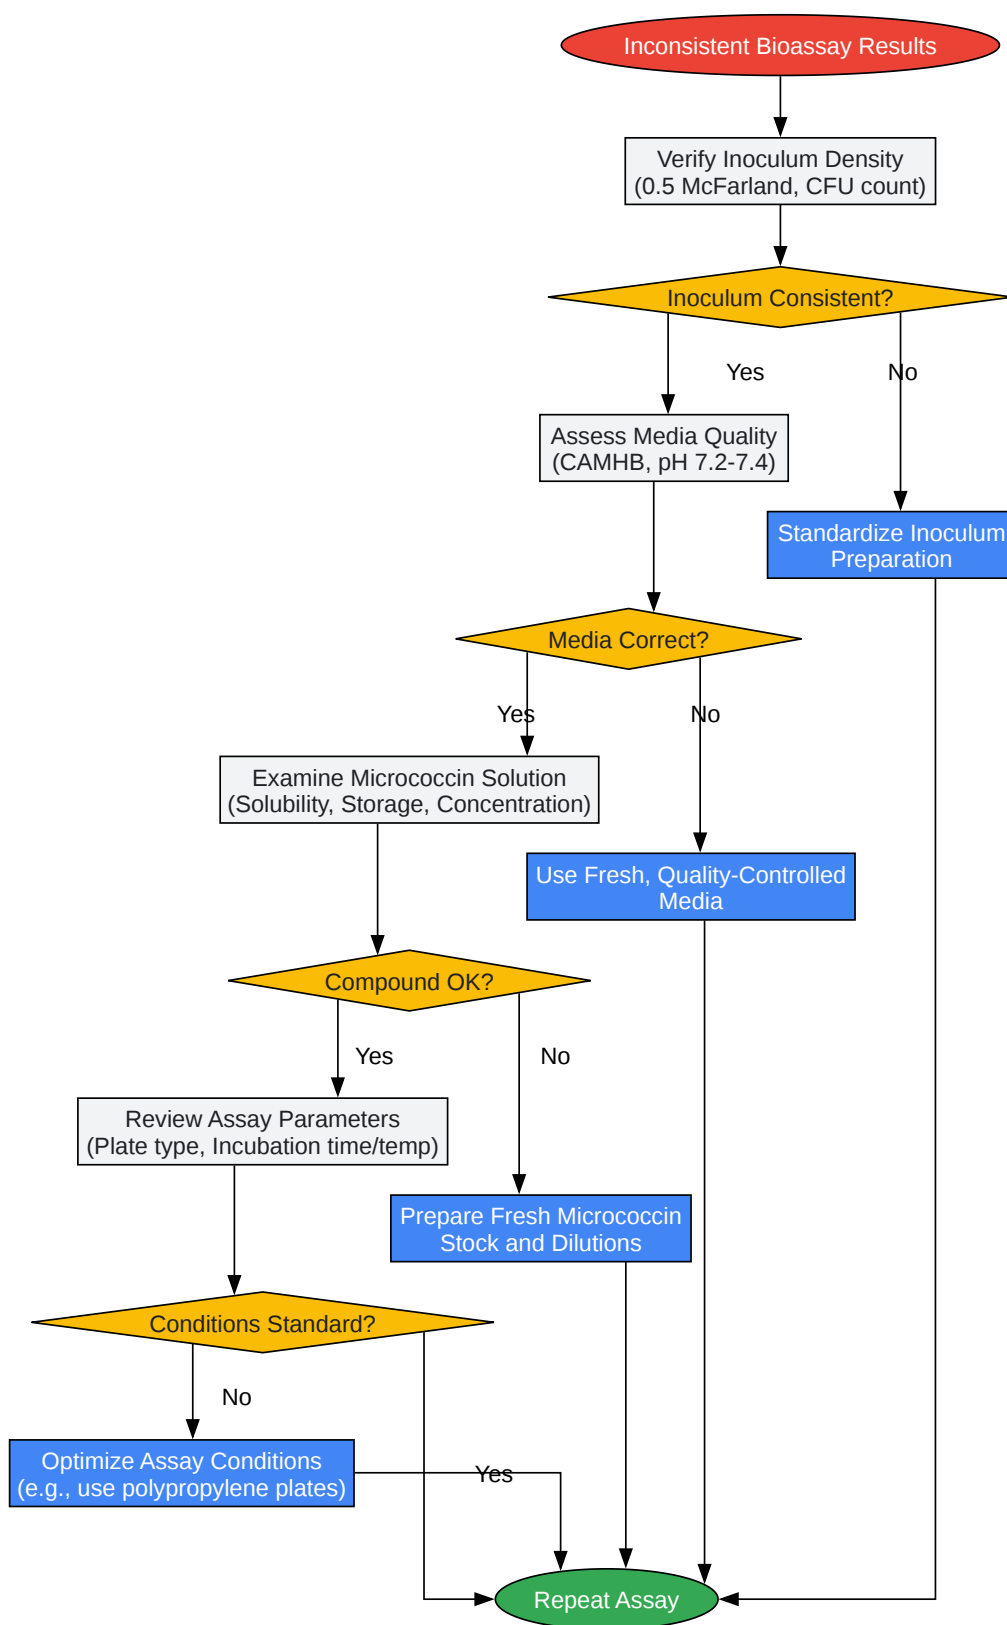 Inconsistent Bioassay Results
Verify Inoculum Density
(0.5 McFarland, CFU count)
Inoculum Consistent?
Yes
No
Assess Media Quality
(CAMHB, pH 7.2-7.4)
Standardize Inoculum
Preparation
Media Correct?
Yes
No
Examine Micrococcin Solution
(Solubility, Storage, Concentration)
Use Fresh, Quality-Controlled
Media
Compound OK?
Yes
No
Review Assay Parameters
(Plate type, Incubation time/temp)
Prepare Fresh Micrococcin
Stock and Dilutions
Conditions Standard?
No
Optimize Assay Conditions
(e.g., use polypropylene plates)
Yes
Repeat Assay